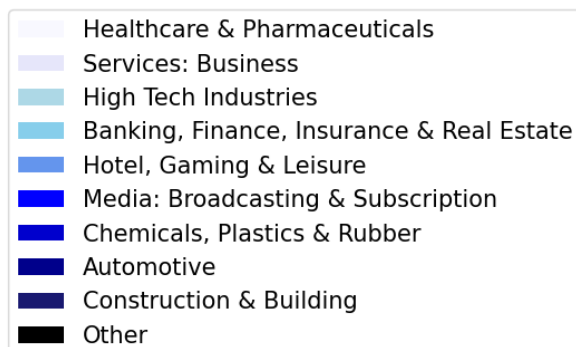 Healthcare & Pharmaceuticals
Services: Business
High Tech Industries
Banking, Finance, Insurance & Real Estate
Hotel, Gaming & Leisure
Media: Broadcasting & Subscription
Chemicals, Plastics & Rubber
Automotive
Construction & Building
Other